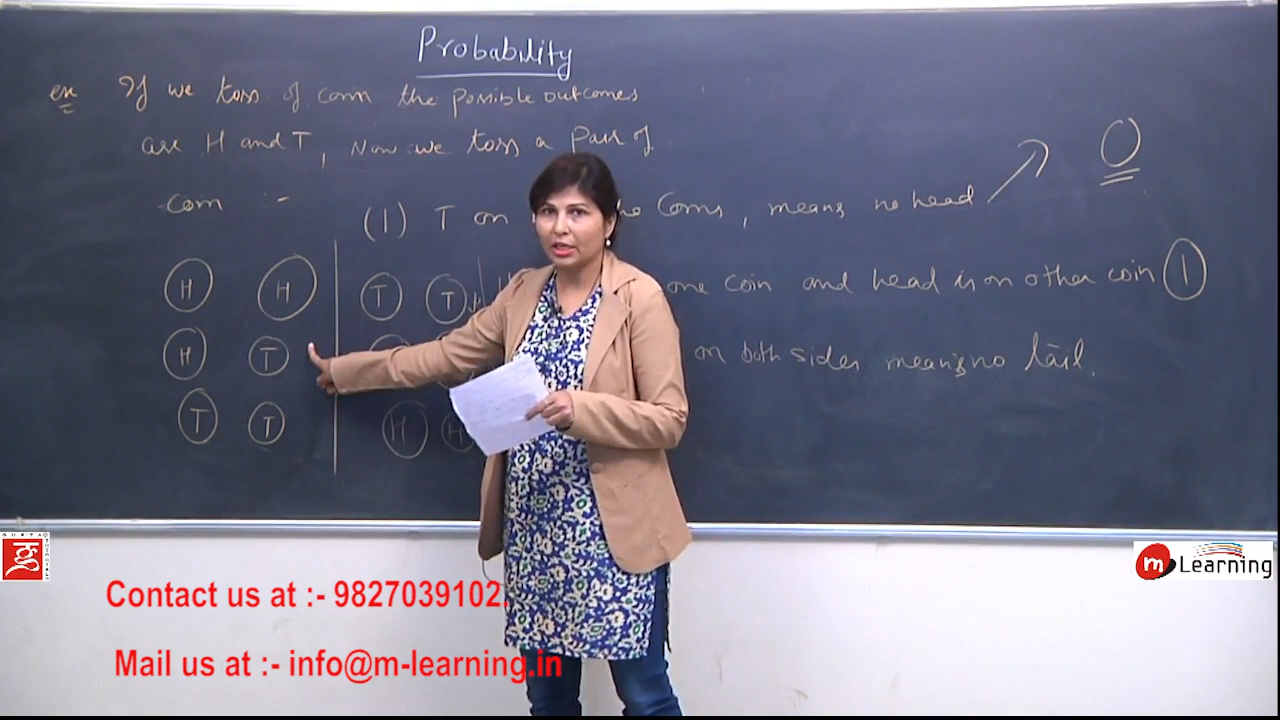 Probability
ex If we toss of coin the possible outcomes
are H and T, Now we toss a Pair of
coin :-
(1) T on Coins, means no head O
H H T T H one coin and head is on other coin 1
H T on both sides means no tail.
T T H H
m Learning
Contact us at :- 9827039102
Mail us at :- info@m-learning.in